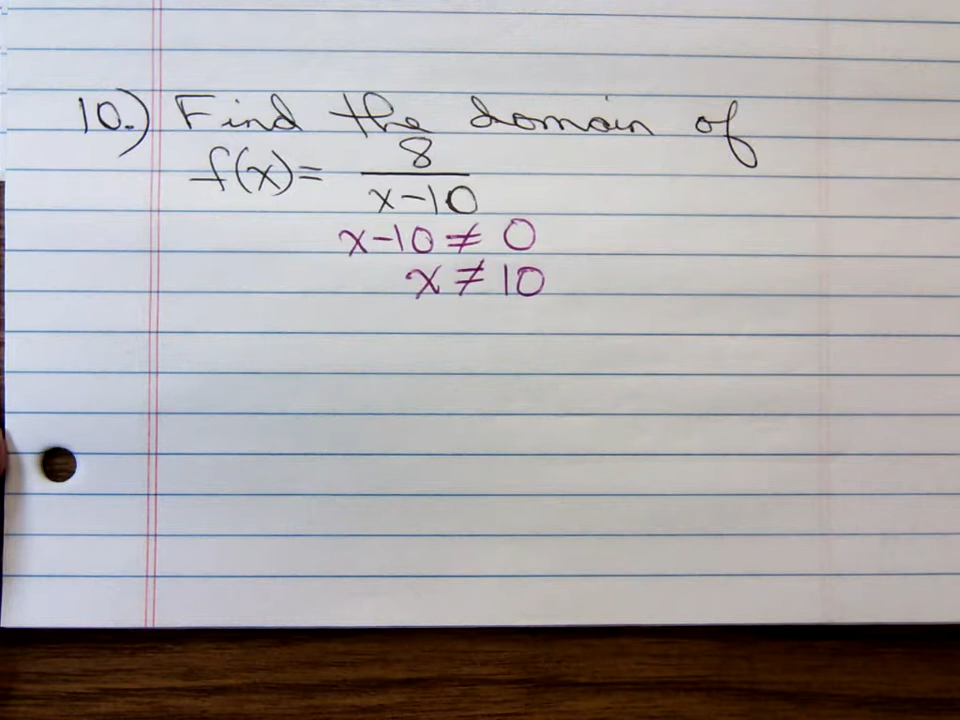 10.) Find the domain of
f(x) = 8/(x-10)
x-10 ≠ 0
x ≠ 10